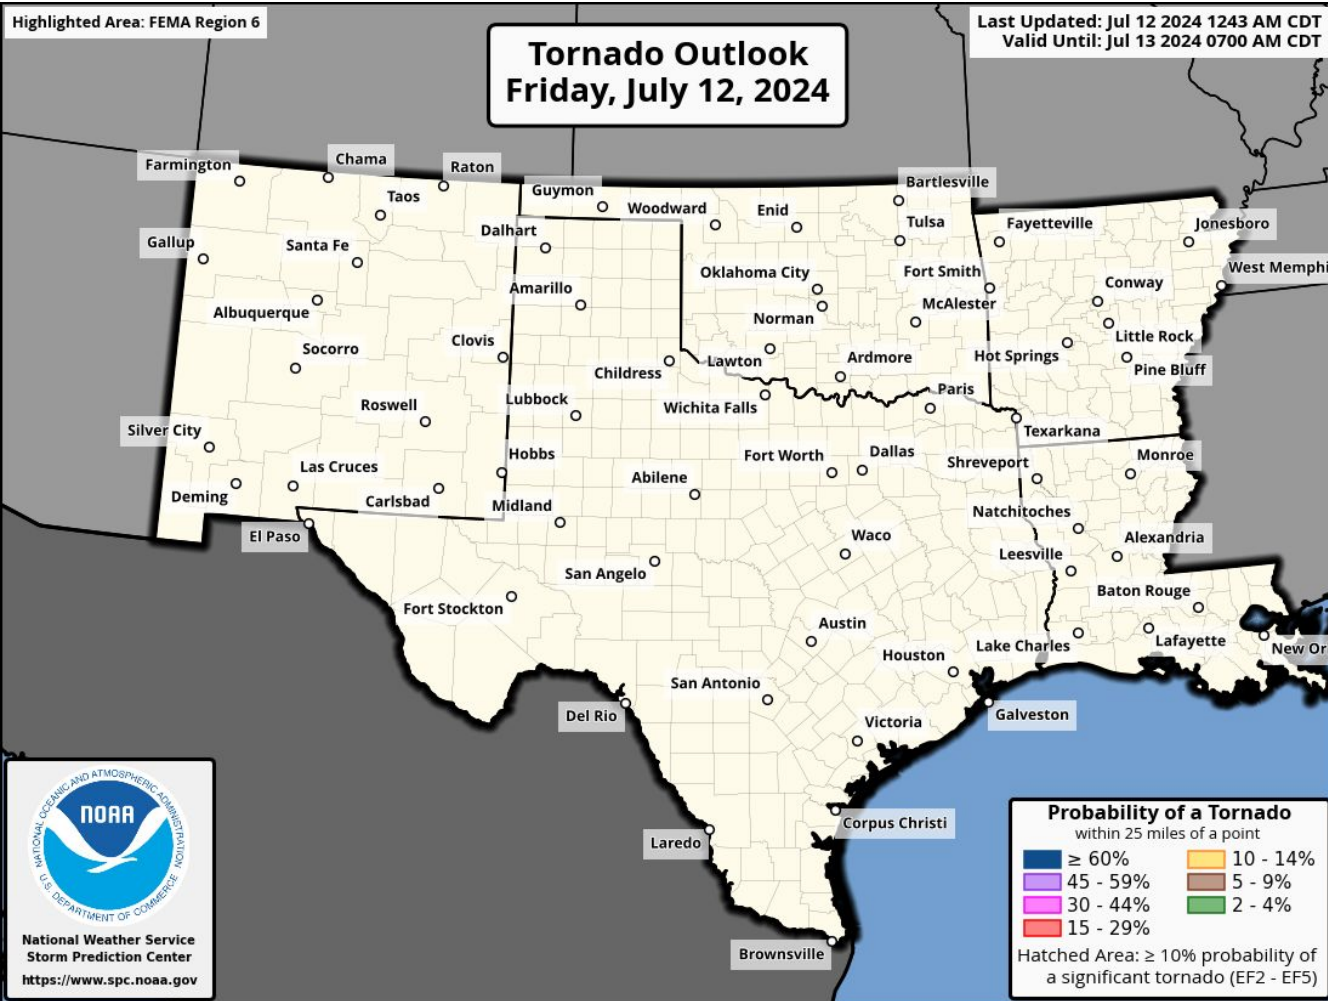 Highlighted Area: FEMA Region 6
Last Updated: Jul 12 2024 1243 AM CDT
Valid Until: Jul 13 2024 0700 AM CDT
Tornado Outlook
Friday, July 12, 2024
Farmington
Chama
Raton
Taos
Guymon
Woodward
Enid
Bartlesville
Tulsa
Fayetteville
Jonesboro
Gallup
Santa Fe
Dalhart
Oklahoma City
Fort Smith
West Memphi
Amarillo
Conway
Albuquerque
Norman
McAlester
Socorro
Clovis
Little Rock
Childress
Lawton
Ardmore
Hot Springs
Pine Bluff
Roswell
Lubbock
Wichita Falls
Paris
Silver City
Texarkana
Las Cruces
Hobbs
Abilene
Fort Worth
Dallas
Shreveport
Monroe
Deming
Carlsbad
Midland
Natchitoches
El Paso
Waco
Leesville
Alexandria
San Angelo
Baton Rouge
Fort Stockton
Austin
Lake Charles
Lafayette
New Or
Houston
San Antonio
Del Rio
Victoria
Galveston
Corpus Christi
Laredo
Brownsville
NATIONAL OCEANIC AND ATMOSPHERIC ADMINISTRATION
NOAA
U.S. DEPARTMENT OF COMMERCE
National Weather Service
Storm Prediction Center
https://www.spc.noaa.gov
Probability of a Tornado
within 25 miles of a point
≥ 60%
45 - 59%
30 - 44%
15 - 29%
10 - 14%
5 - 9%
2 - 4%
Hatched Area: ≥ 10% probability of
a significant tornado (EF2 - EF5)